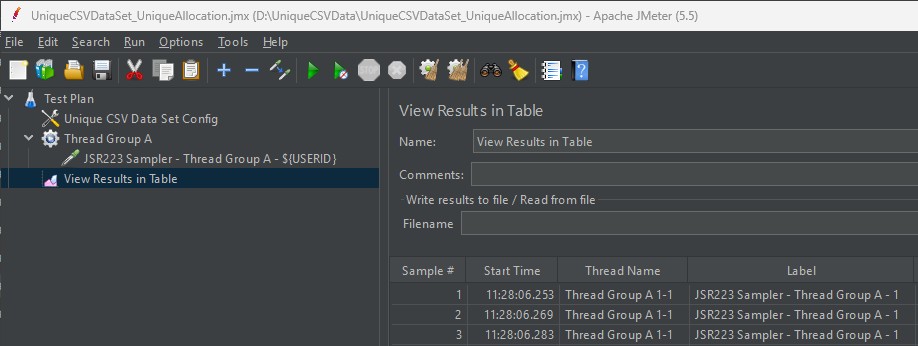 UniqueCSVDataSet_UniqueAllocation.jmx (D:\UniqueCSVData\UniqueCSVDataSet_UniqueAllocation.jmx) - Apache JMeter (5.5)
File Edit Search Run Options Tools Help
STOP
Test Plan
Unique CSV Data Set Config
Thread Group A
JSR223 Sampler - Thread Group A - ${USERID}
View Results in Table
View Results in Table
Name: View Results in Table
Comments:
Write results to file / Read from file
Filename
Sample # Start Time Thread Name Label
1 11:28:06.253 Thread Group A 1-1 JSR223 Sampler - Thread Group A - 1
2 11:28:06.269 Thread Group A 1-1 JSR223 Sampler - Thread Group A - 1
3 11:28:06.283 Thread Group A 1-1 JSR223 Sampler - Thread Group A - 1